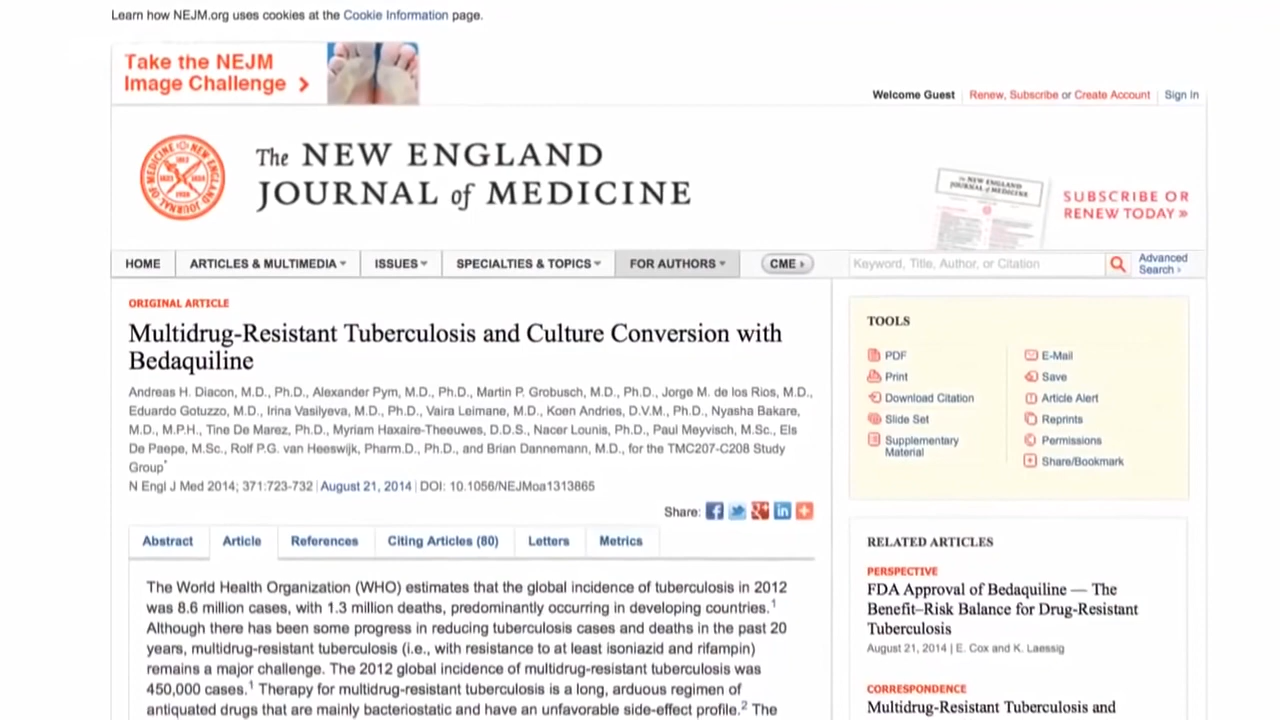 Learn how NEJM.org uses cookies at the Cookie Information page.
Take the NEJM
Image Challenge >
Welcome Guest | Renew, Subscribe or Create Account | Sign In
The NEW ENGLAND
JOURNAL of MEDICINE
The NEW ENGLAND
JOURNAL of MEDICINE
SUBSCRIBE OR
RENEW TODAY »
HOME
ARTICLES & MULTIMEDIA
ISSUES
SPECIALTIES & TOPICS
FOR AUTHORS
CME
Keyword, Title, Author, or Citation
Advanced
Search ›
ORIGINAL ARTICLE
Multidrug-Resistant Tuberculosis and Culture Conversion with
Bedaquiline
Andreas H. Diacon, M.D., Ph.D., Alexander Pym, M.D., Ph.D., Martin P. Grobusch, M.D., Ph.D., Jorge M. de los Rios, M.D.,
Eduardo Gotuzzo, M.D., Irina Vasilyeva, M.D., Ph.D., Vaira Leimane, M.D., Koen Andries, D.V.M., Ph.D., Nyasha Bakare,
M.D., M.P.H., Tine De Marez, Ph.D., Myriam Haxaire-Theeuwes, D.D.S., Nacer Lounis, Ph.D., Paul Meyvisch, M.Sc., Els
De Paepe, M.Sc., Rolf P.G. van Heeswijk, Pharm.D., Ph.D., and Brian Dannemann, M.D., for the TMC207-C208 Study
Group*
N Engl J Med 2014; 371:723-732 | August 21, 2014 | DOI: 10.1056/NEJMoa1313865
Share:
Abstract
Article
References
Citing Articles (80)
Letters
Metrics
The World Health Organization (WHO) estimates that the global incidence of tuberculosis in 2012
was 8.6 million cases, with 1.3 million deaths, predominantly occurring in developing countries.1
Although there has been some progress in reducing tuberculosis cases and deaths in the past 20
years, multidrug-resistant tuberculosis (i.e., with resistance to at least isoniazid and rifampin)
remains a major challenge. The 2012 global incidence of multidrug-resistant tuberculosis was
450,000 cases.1 Therapy for multidrug-resistant tuberculosis is a long, arduous regimen of
antiquated drugs that are mainly bacteriostatic and have an unfavorable side-effect profile.2 The
TOOLS
PDF
Print
Download Citation
Slide Set
Supplementary
Material
E-Mail
Save
Article Alert
Reprints
Permissions
Share/Bookmark
RELATED ARTICLES
PERSPECTIVE
FDA Approval of Bedaquiline — The
Benefit–Risk Balance for Drug-Resistant
Tuberculosis
August 21, 2014 | E. Cox and K. Laessig
CORRESPONDENCE
Multidrug-Resistant Tuberculosis and